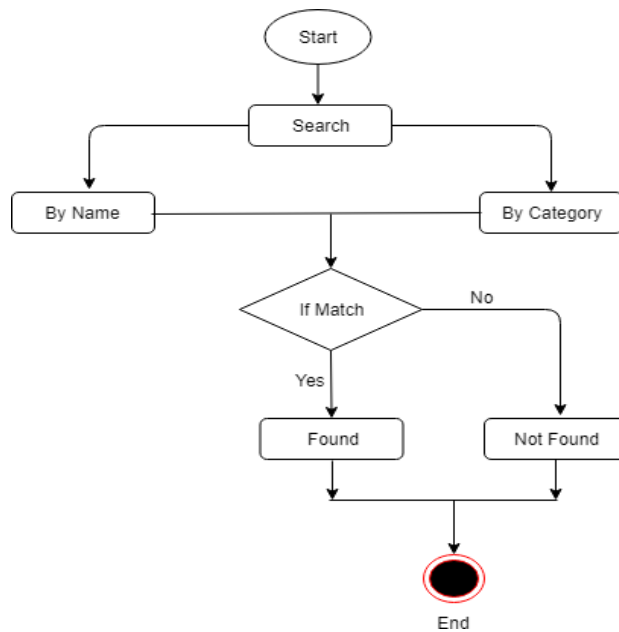 Start
Search
By Name
By Category
If Match
No
Yes
Found
Not Found
End